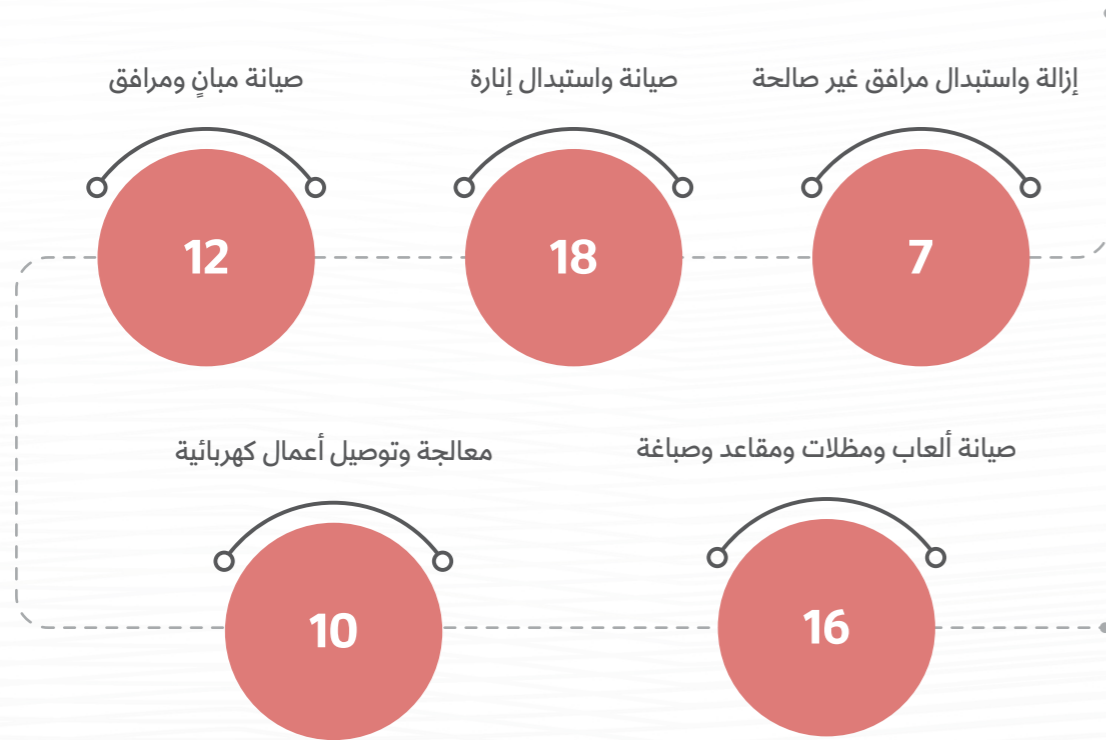 إزالة واستبدال مرافق غير صالحة
7
صيانة واستبدال إنارة
18
صيانة مبانٍ ومرافق
12
صيانة ألعاب ومظلات ومقاعد وصباغة
16
معالجة وتوصيل أعمال كهربائية
10